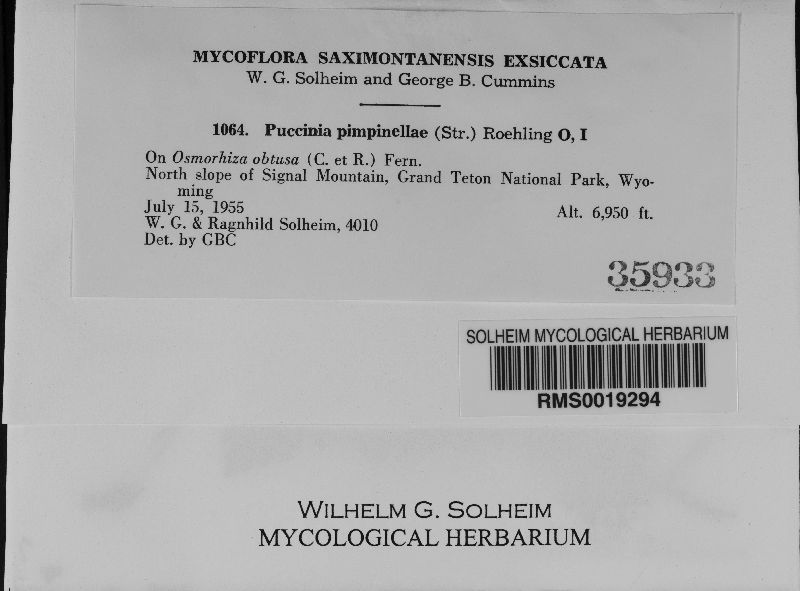 MYCOFLORA SAXIMONTANENSIS EXSICCATA
W. G. Solheim and George B. Cummins
1064. Puccinia pimpinellae (Str.) Roehling O, I
On Osmorhiza obtusa (C. et R.) Fern.
North slope of Signal Mountain, Grand Teton National Park, Wyo-
ming
July 15, 1955 Alt. 6,950 ft.
W. G. & Ragnhild Solheim, 4010
Det. by GBC
35933
SOLHEIM MYCOLOGICAL HERBARIUM
RMS0019294
WILHELM G. SOLHEIM
MYCOLOGICAL HERBARIUM